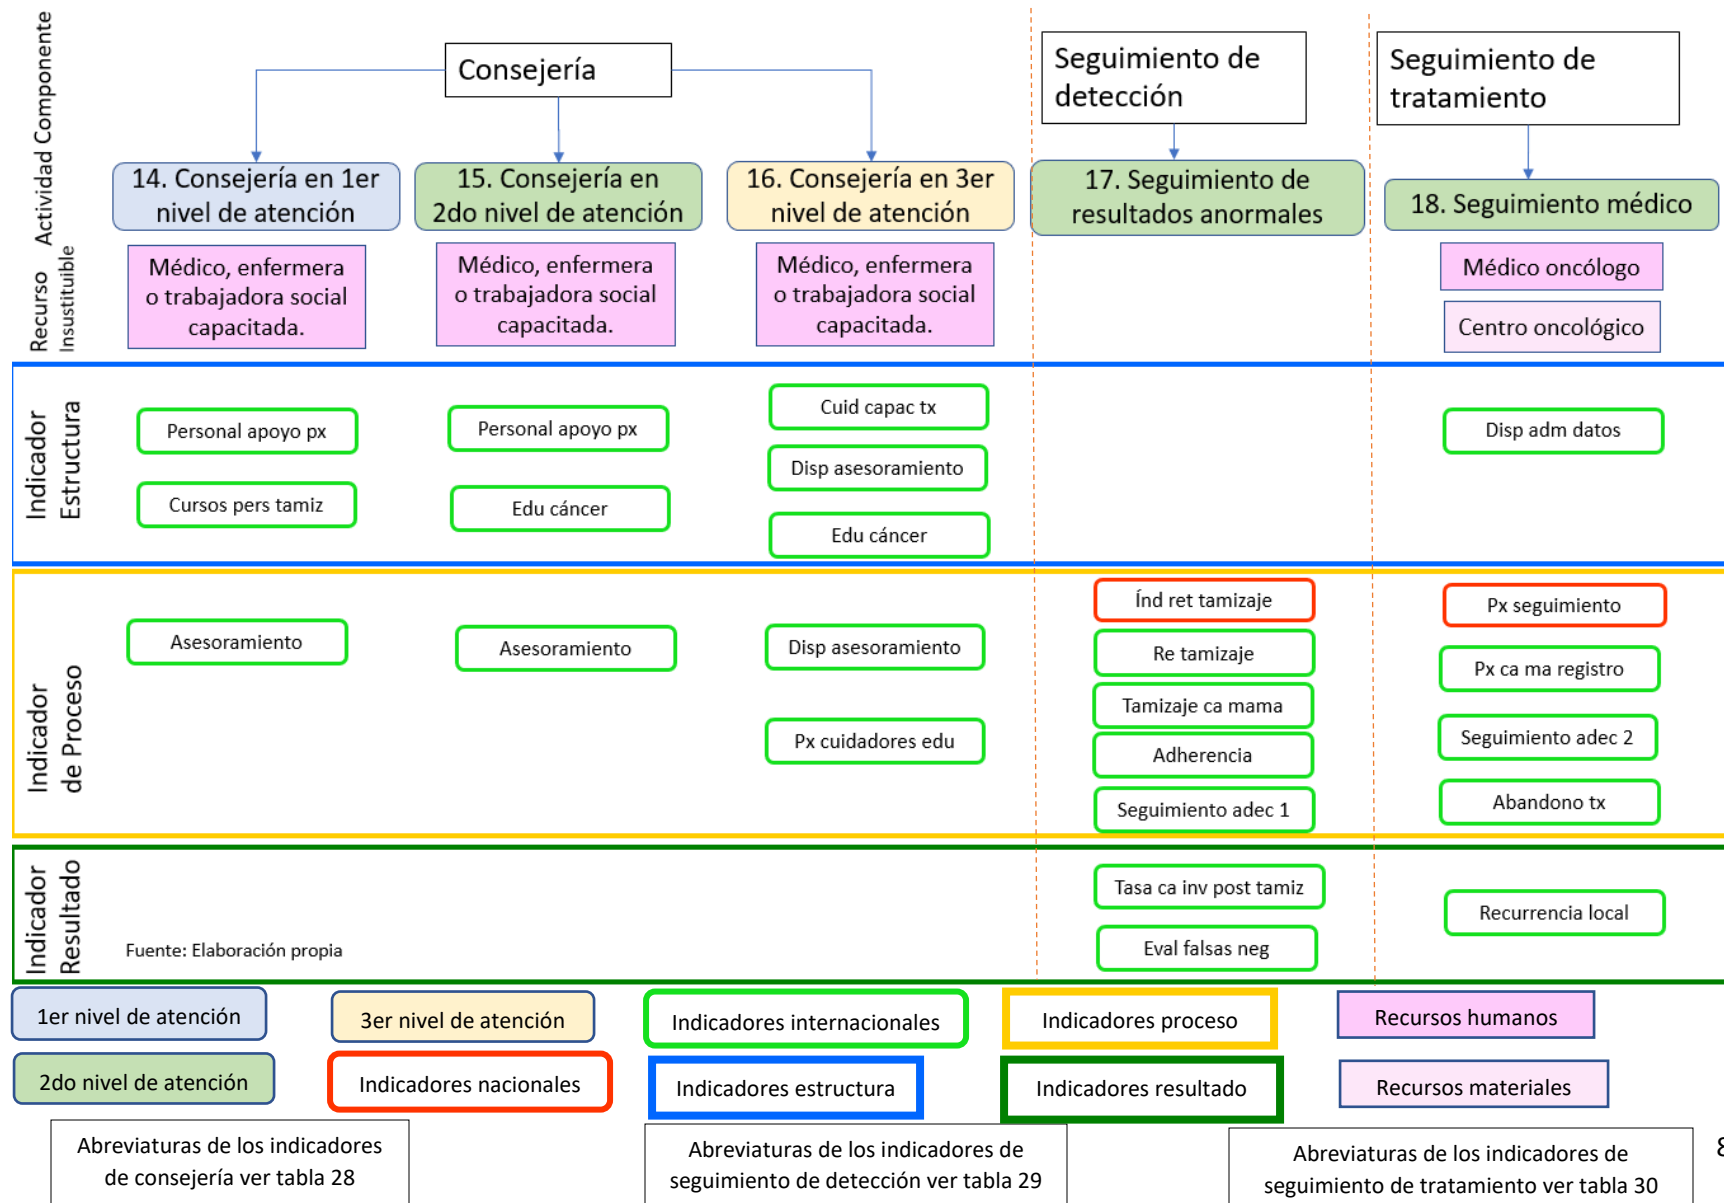 Actividad Componente
Recurso
Insustituible
Consejería
Seguimiento de
detección
Seguimiento de
tratamiento
14. Consejería en 1er
nivel de atención
15. Consejería en
2do nivel de atención
16. Consejería en 3er
nivel de atención
17. Seguimiento de
resultados anormales
18. Seguimiento médico
Médico, enfermera
o trabajadora social
capacitada.
Médico, enfermera
o trabajadora social
capacitada.
Médico, enfermera
o trabajadora social
capacitada.
Médico oncólogo
Centro oncológico
Indicador
Estructura
Personal apoyo px
Cursos pers tamiz
Personal apoyo px
Edu cáncer
Cuid capac tx
Disp asesoramiento
Edu cáncer
Disp adm datos
Indicador
de Proceso
Asesoramiento
Asesoramiento
Disp asesoramiento
Px cuidadores edu
Índ ret tamizaje
Re tamizaje
Tamizaje ca mama
Adherencia
Seguimiento adec 1
Px seguimiento
Px ca ma registro
Seguimiento adec 2
Abandono tx
Indicador
Resultado
Fuente: Elaboración propia
Tasa ca inv post tamiz
Eval falsas neg
Recurrencia local
1er nivel de atención
3er nivel de atención
Indicadores internacionales
Indicadores proceso
Recursos humanos
2do nivel de atención
Indicadores nacionales
Indicadores estructura
Indicadores resultado
Recursos materiales
Abreviaturas de los indicadores
de consejería ver tabla 28
Abreviaturas de los indicadores de
seguimiento de detección ver tabla 29
Abreviaturas de los indicadores de
seguimiento de tratamiento ver tabla 30